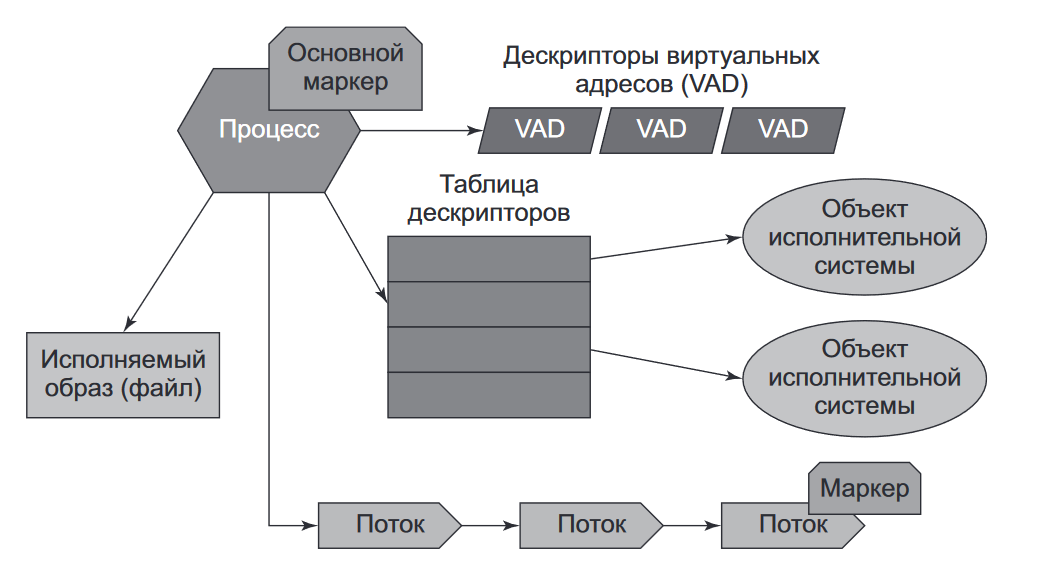 Основной
маркер
Процесс
Дескрипторы виртуальных
адресов (VAD)
VAD
VAD
VAD
Таблица
дескрипторов
Объект
исполнительной
системы
Объект
исполнительной
системы
Исполняемый
образ (файл)
Маркер
Поток
Поток
Поток